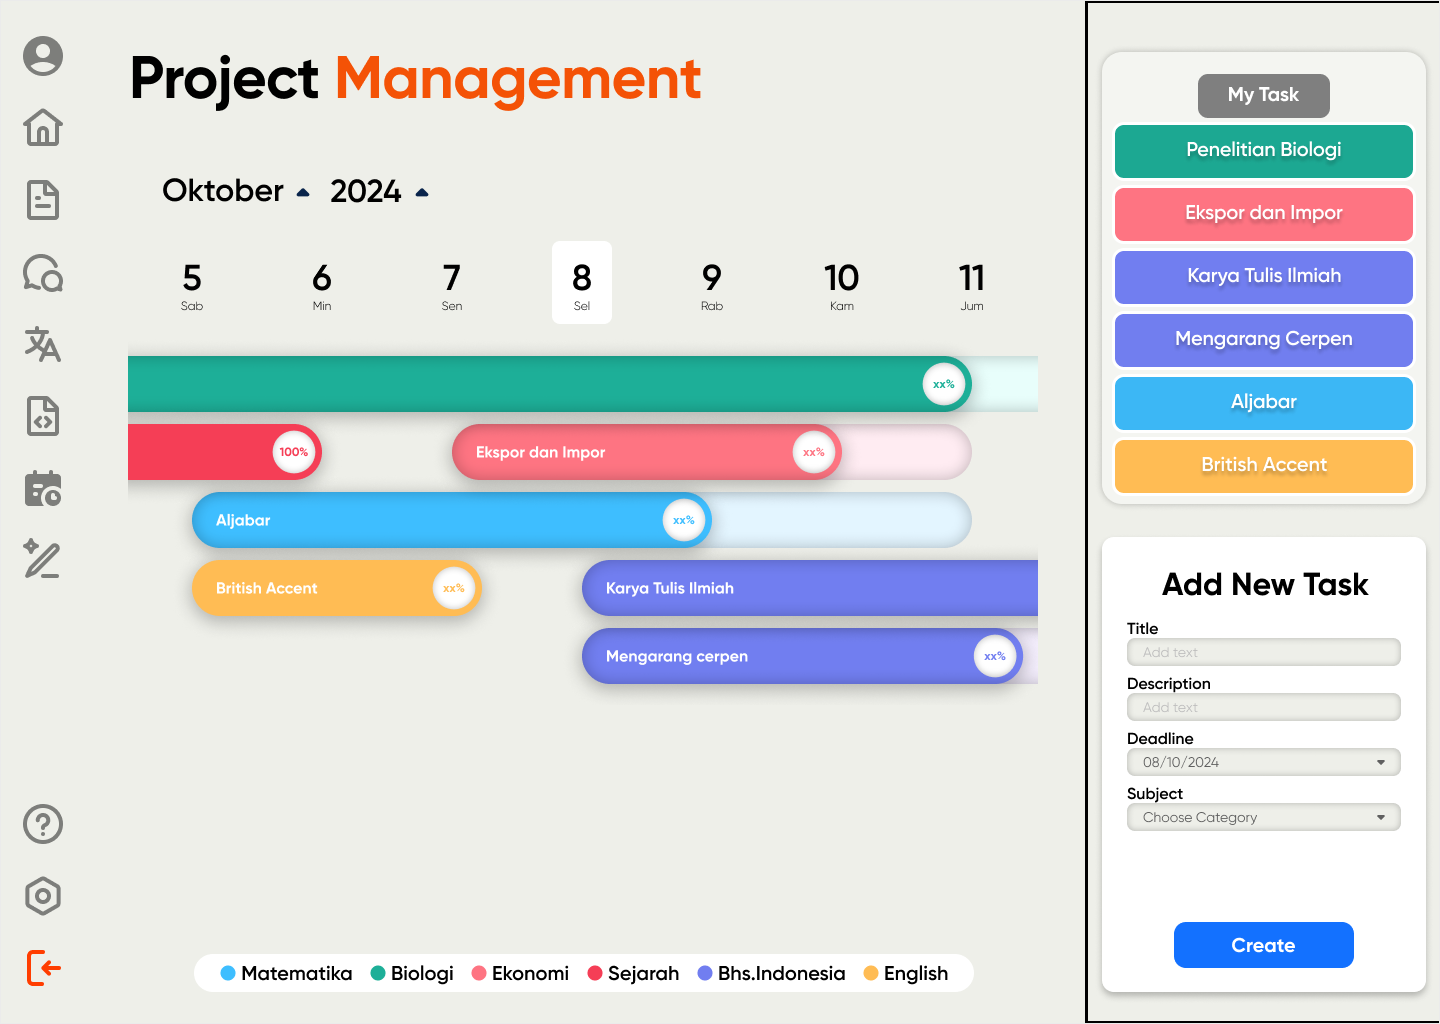 Project Management
Oktober 2024
5 6 7 8 9 10 11
Sab Min Sen Sel Rab Kam Jum
xx%
100% Ekspor dan Impor xx%
Aljabar xx%
British Accent xx% Karya Tulis Ilmiah
Mengarang cerpen xx%
Matematika Biologi Ekonomi Sejarah Bhs.Indonesia English
My Task
Penelitian Biologi
Ekspor dan Impor
Karya Tulis Ilmiah
Mengarang Cerpen
Aljabar
British Accent
Add New Task
Title
Add text
Description
Add text
Deadline
08/10/2024
Subject
Choose Category
Create